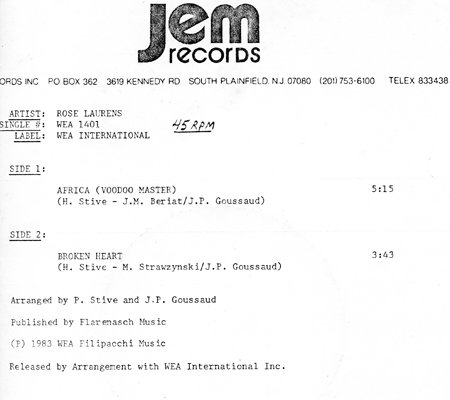 jem
records
ORDS INC PO BOX 362 3619 KENNEDY RD SOUTH PLAINFIELD, N.J. 07080 (201) 753-6100 TELEX 833438
ARTIST: ROSE LAURENS
SINGLE #: WEA 1401 45 RPM
LABEL: WEA INTERNATIONAL
SIDE 1:
AFRICA (VOODOO MASTER) 5:15
(H. Stive - J.M. Beriat/J.P. Goussaud)
SIDE 2:
BROKEN HEART 3:43
(H. Stive - M. Strawzynski/J.P. Goussaud)
Arranged by P. Stive and J.P. Goussaud
Published by Flarenasch Music
(P) 1983 WEA Filipacchi Music
Released by Arrangement with WEA International Inc.